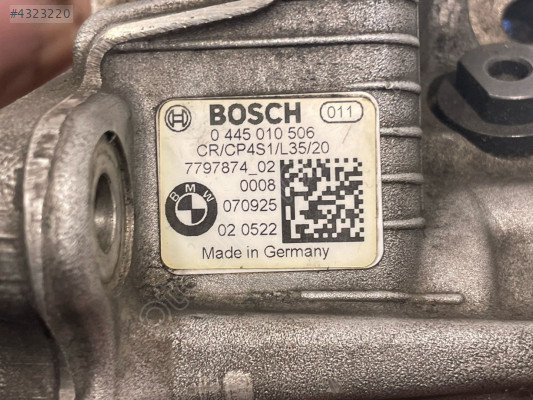 #4323220
BOSCH 011
0 445 010 506
CR/CP4S1/L35/20
7797874_02
0008
BMW
070925
02 0522
Made in Germany